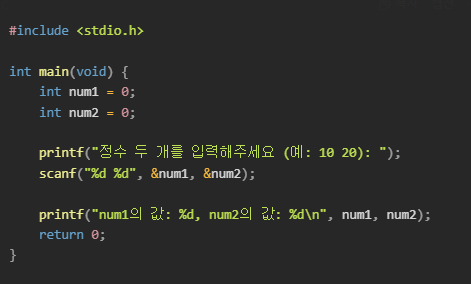 #include <stdio.h>
int main(void) {
    int num1 = 0;
    int num2 = 0;
    printf("정수 두 개를 입력해주세요 (예: 10 20): ");
    scanf("%d %d", &num1, &num2);
    printf("num1의 값: %d, num2의 값: %d\n", num1, num2);
    return 0;
}